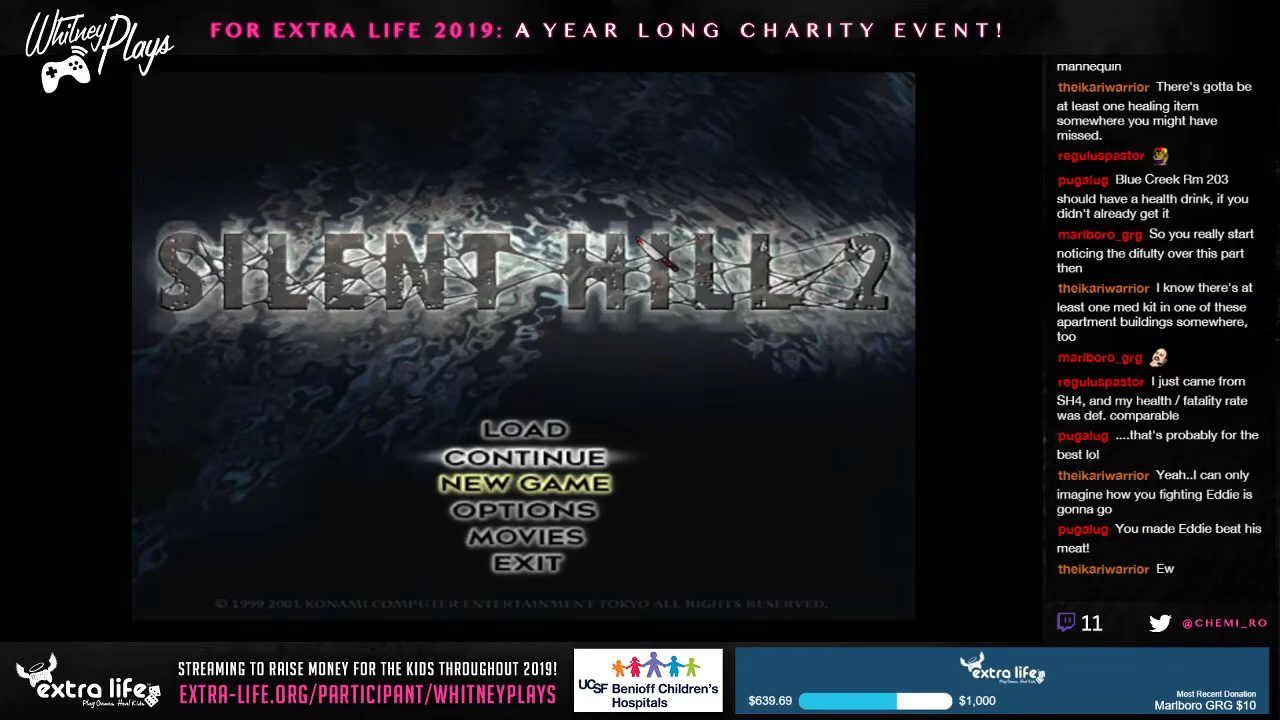 Whitney Plays
FOR EXTRA LIFE 2019: A YEAR LONG CHARITY EVENT!
SILENT HILL 2
LOAD
CONTINUE
NEW GAME
OPTIONS
MOVIES
EXIT
© 1999 2001 KONAMI COMPUTER ENTERTAINMENT TOKYO ALL RIGHTS RESERVED.
mannequin
theikariwarrior There's gotta be
at least one healing item
somewhere you might have
missed.
reguluspastor
pugalug Blue Creek Rm 203
should have a health drink, if you
didn't already get it
marlboro_grg So you really start
noticing the difulty over this part
then
theikariwarrior I know there's at
least one med kit in one of these
apartment buildings somewhere,
too
marlboro_grg
reguluspastor I just came from
SH4, and my health / fatality rate
was def. comparable
pugalug ....that's probably for the
best lol
theikariwarrior Yeah..I can only
imagine how you fighting Eddie is
gonna go
pugalug You made Eddie beat his
meat!
theikariwarrior Ew
11
@CHEMI_RO
extra life
Play Games. Heal Kids.
STREAMING TO RAISE MONEY FOR THE KIDS THROUGHOUT 2019!
EXTRA-LIFE.ORG/PARTICIPANT/WHITNEYPLAYS
UCSF Benioff Children's
Hospitals
extra life
Play Games. Heal Kids.
$639.69
$1,000
Most Recent Donation
Marlboro GRG $10